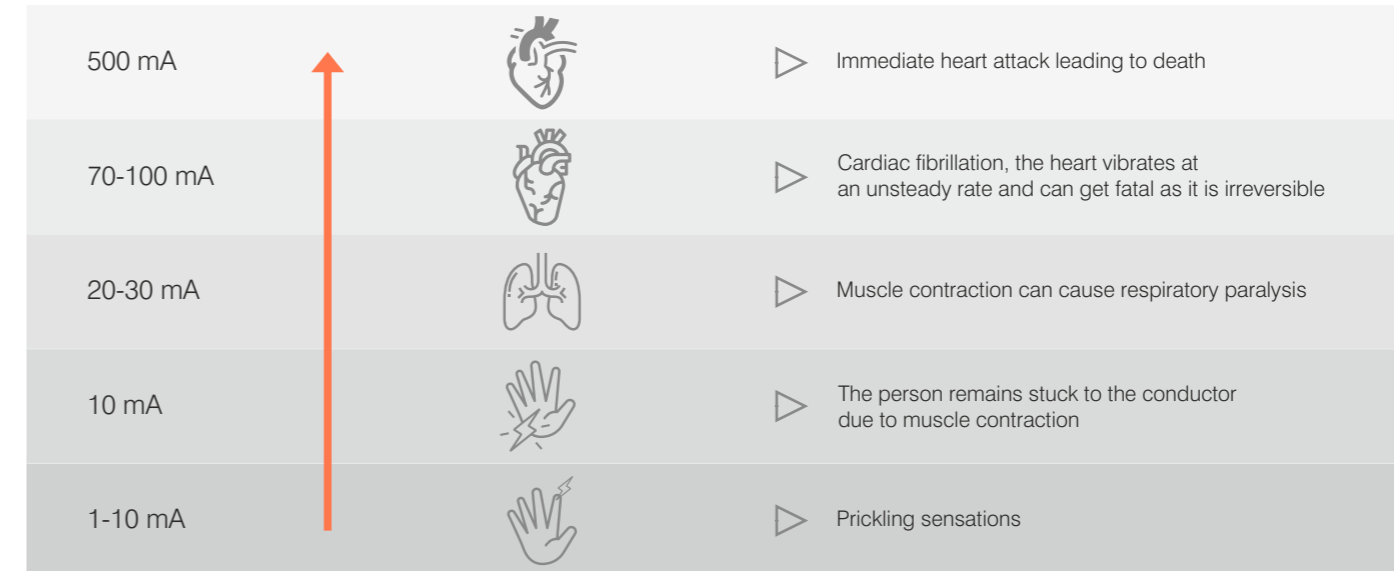 500 mA
Immediate heart attack leading to death
70-100 mA
Cardiac fibrillation, the heart vibrates at
an unsteady rate and can get fatal as it is irreversible
20-30 mA
Muscle contraction can cause respiratory paralysis
10 mA
The person remains stuck to the conductor
due to muscle contraction
1-10 mA
Prickling sensations